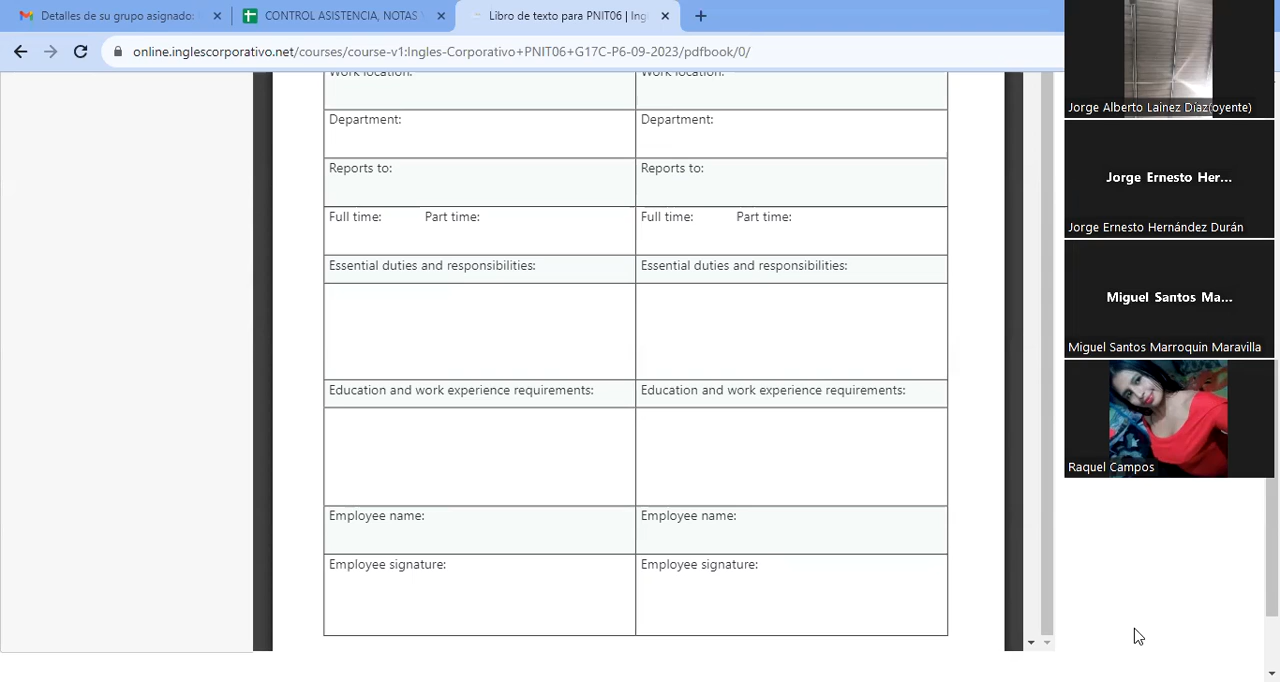 Detalles de su grupo asignado:
CONTROL ASISTENCIA, NOTAS
Libro de texto para PNIT06 | Ing
online.inglescorporativo.net/courses/course-v1:Ingles-Corporativo+PNIT06+G17C-P6-09-2023/pdfbook/0/
Work location: Work location:
Department: Department:
Reports to: Reports to:
Full time: Part time: Full time: Part time:
Essential duties and responsibilities: Essential duties and responsibilities:
Education and work experience requirements: Education and work experience requirements:
Employee name: Employee name:
Employee signature: Employee signature:
Jorge Alberto Lainez Díaz(oyente)
Jorge Ernesto Her...
Jorge Ernesto Hernández Durán
Miguel Santos Ma...
Miguel Santos Marroquin Maravilla
Raquel Campos